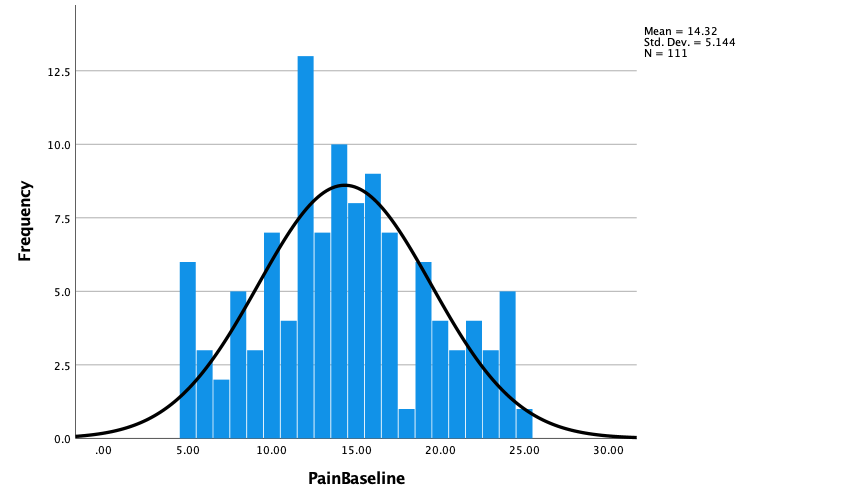 Mean = 14.32
Std. Dev. = 5.144
N = 111
Frequency
12.5
10.0
7.5
5.0
2.5
0.0
.00 5.00 10.00 15.00 20.00 25.00 30.00
PainBaseline